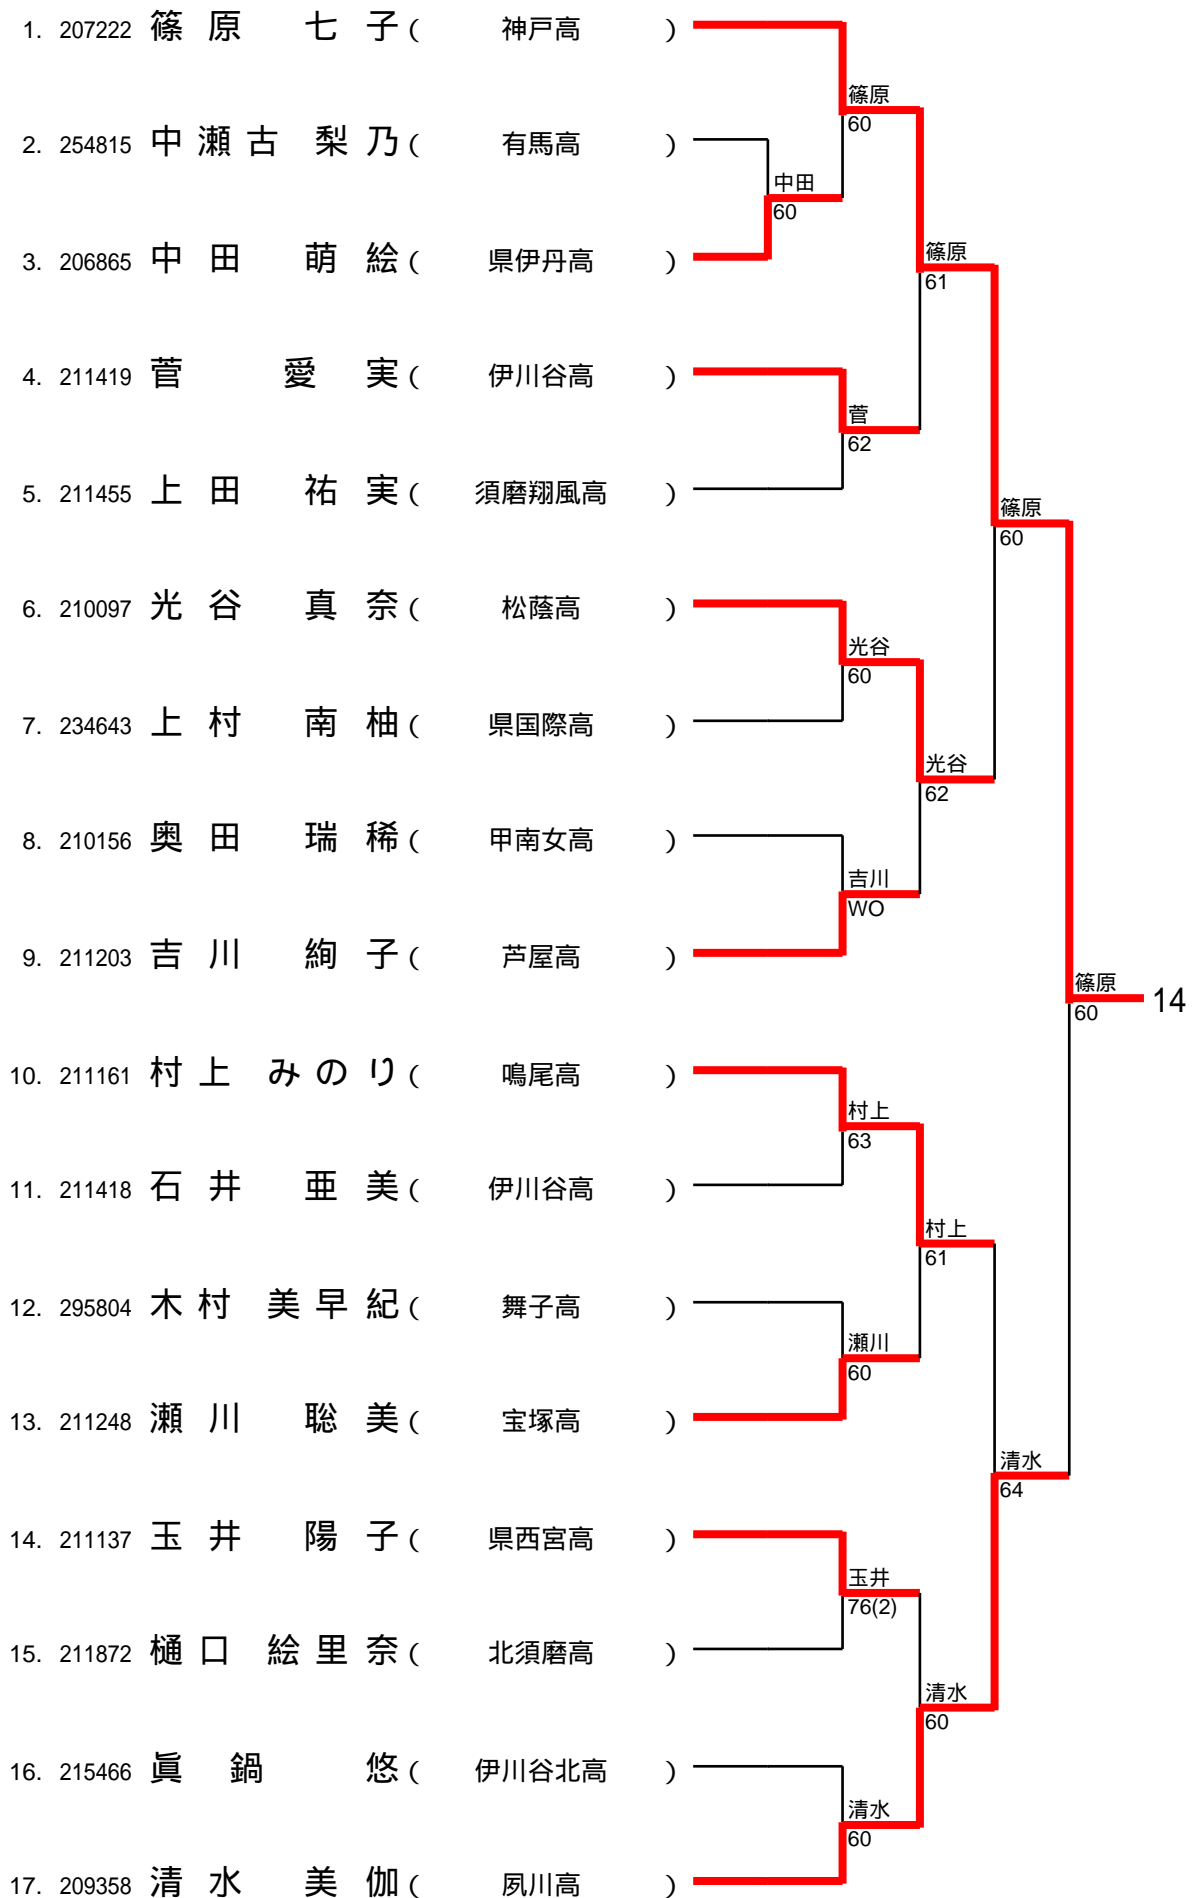 1. 207222 篠原 七子 ( 神戸高 )
篠原
60
2. 254815 中瀬古 梨乃 ( 有馬高 )
中田
60
3. 206865 中田 萌絵 ( 県伊丹高 )
篠原
61
4. 211419 菅 愛実 ( 伊川谷高 )
菅
62
5. 211455 上田 祐実 ( 須磨翔風高 )
篠原
60
6. 210097 光谷 真奈 ( 松蔭高 )
光谷
60
7. 234643 上村 南柚 ( 県国際高 )
光谷
62
8. 210156 奥田 瑞稀 ( 甲南女高 )
吉川
WO
9. 211203 吉川 絢子 ( 芦屋高 )
篠原
60
14
10. 211161 村上 みのり ( 鳴尾高 )
村上
63
11. 211418 石井 亜美 ( 伊川谷高 )
村上
61
12. 295804 木村 美早紀 ( 舞子高 )
瀬川
60
13. 211248 瀬川 聡美 ( 宝塚高 )
清水
64
14. 211137 玉井 陽子 ( 県西宮高 )
玉井
76(2)
15. 211872 樋口 絵里奈 ( 北須磨高 )
清水
60
16. 215466 眞鍋 悠 ( 伊川谷北高 )
清水
60
17. 209358 清水 美伽 ( 夙川高 )